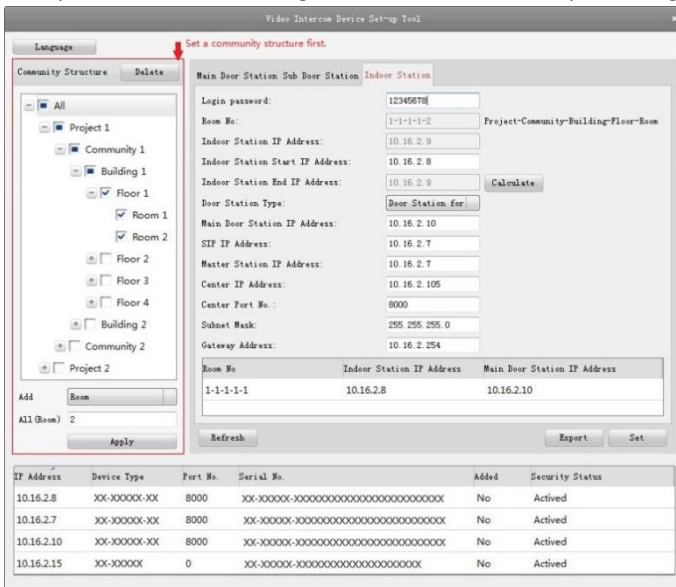 Video Intercom Device Set-up Tool
Language
Set a community structure first.
Community Structure Delete
All
Project 1
Community 1
Building 1
Floor 1
Room 1
Room 2
Floor 2
Floor 3
Floor 4
Building 2
Community 2
Project 2
Add Room
All(Room) 2
Apply
Main Door Station Sub Door Station Indoor Station
Login password: 12345678
Room No: 1-1-1-1-2 Project-Community-Building-Floor-Room
Indoor Station IP Address: 10.16.2.9
Indoor Station Start IP Address: 10.16.2.8
Indoor Station End IP Address: 10.16.2.9 Calculate
Door Station Type: Door Station for
Main Door Station IP Address: 10.16.2.10
SIP IP Address: 10.16.2.7
Master Station IP Address: 10.16.2.7
Center IP Address: 10.16.2.105
Center Port No.: 8000
Subnet Mask: 255.255.255.0
Gateway Address: 10.16.2.254
Room No Indoor Station IP Address Main Door Station IP Address
1-1-1-1-1 10.16.2.8 10.16.2.10
Refresh Export Set
IP Address Device Type Port No. Serial No. Added Security Status
10.16.2.8 XX-XXXXX-XX 8000 XX-XXXXX-XXXXXXXXXXXXXXXXXXXXXXXX No Actived
10.16.2.7 XX-XXXXX-XX 8000 XX-XXXXX-XXXXXXXXXXXXXXXXXXXXXXXX No Actived
10.16.2.10 XX-XXXXX-XX 8000 XX-XXXXX-XXXXXXXXXXXXXXXXXXXXXXXX No Actived
10.16.2.15 XX-XXXXX 0 XX-XXXXX-XXXXXXXXXXXXXXXXXXXX No Actived